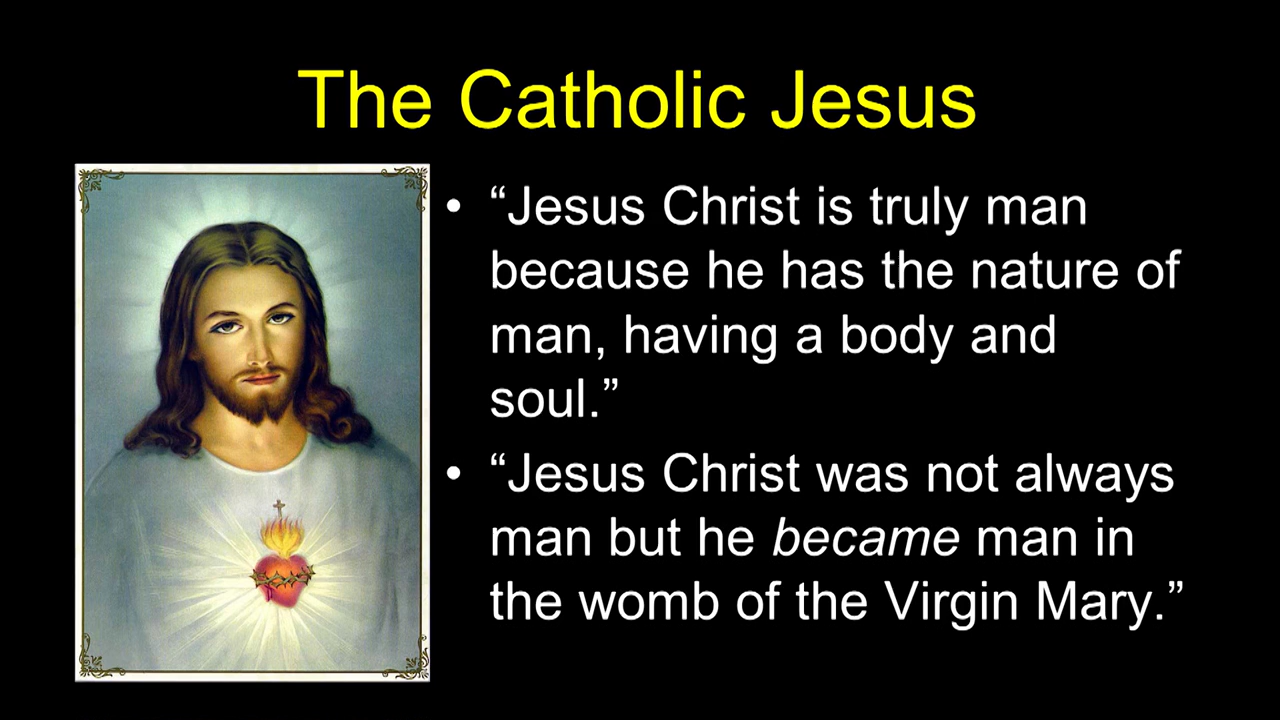 The Catholic Jesus
• “Jesus Christ is truly man
because he has the nature of
man, having a body and
soul.”
• “Jesus Christ was not always
man but he became man in
the womb of the Virgin Mary.”